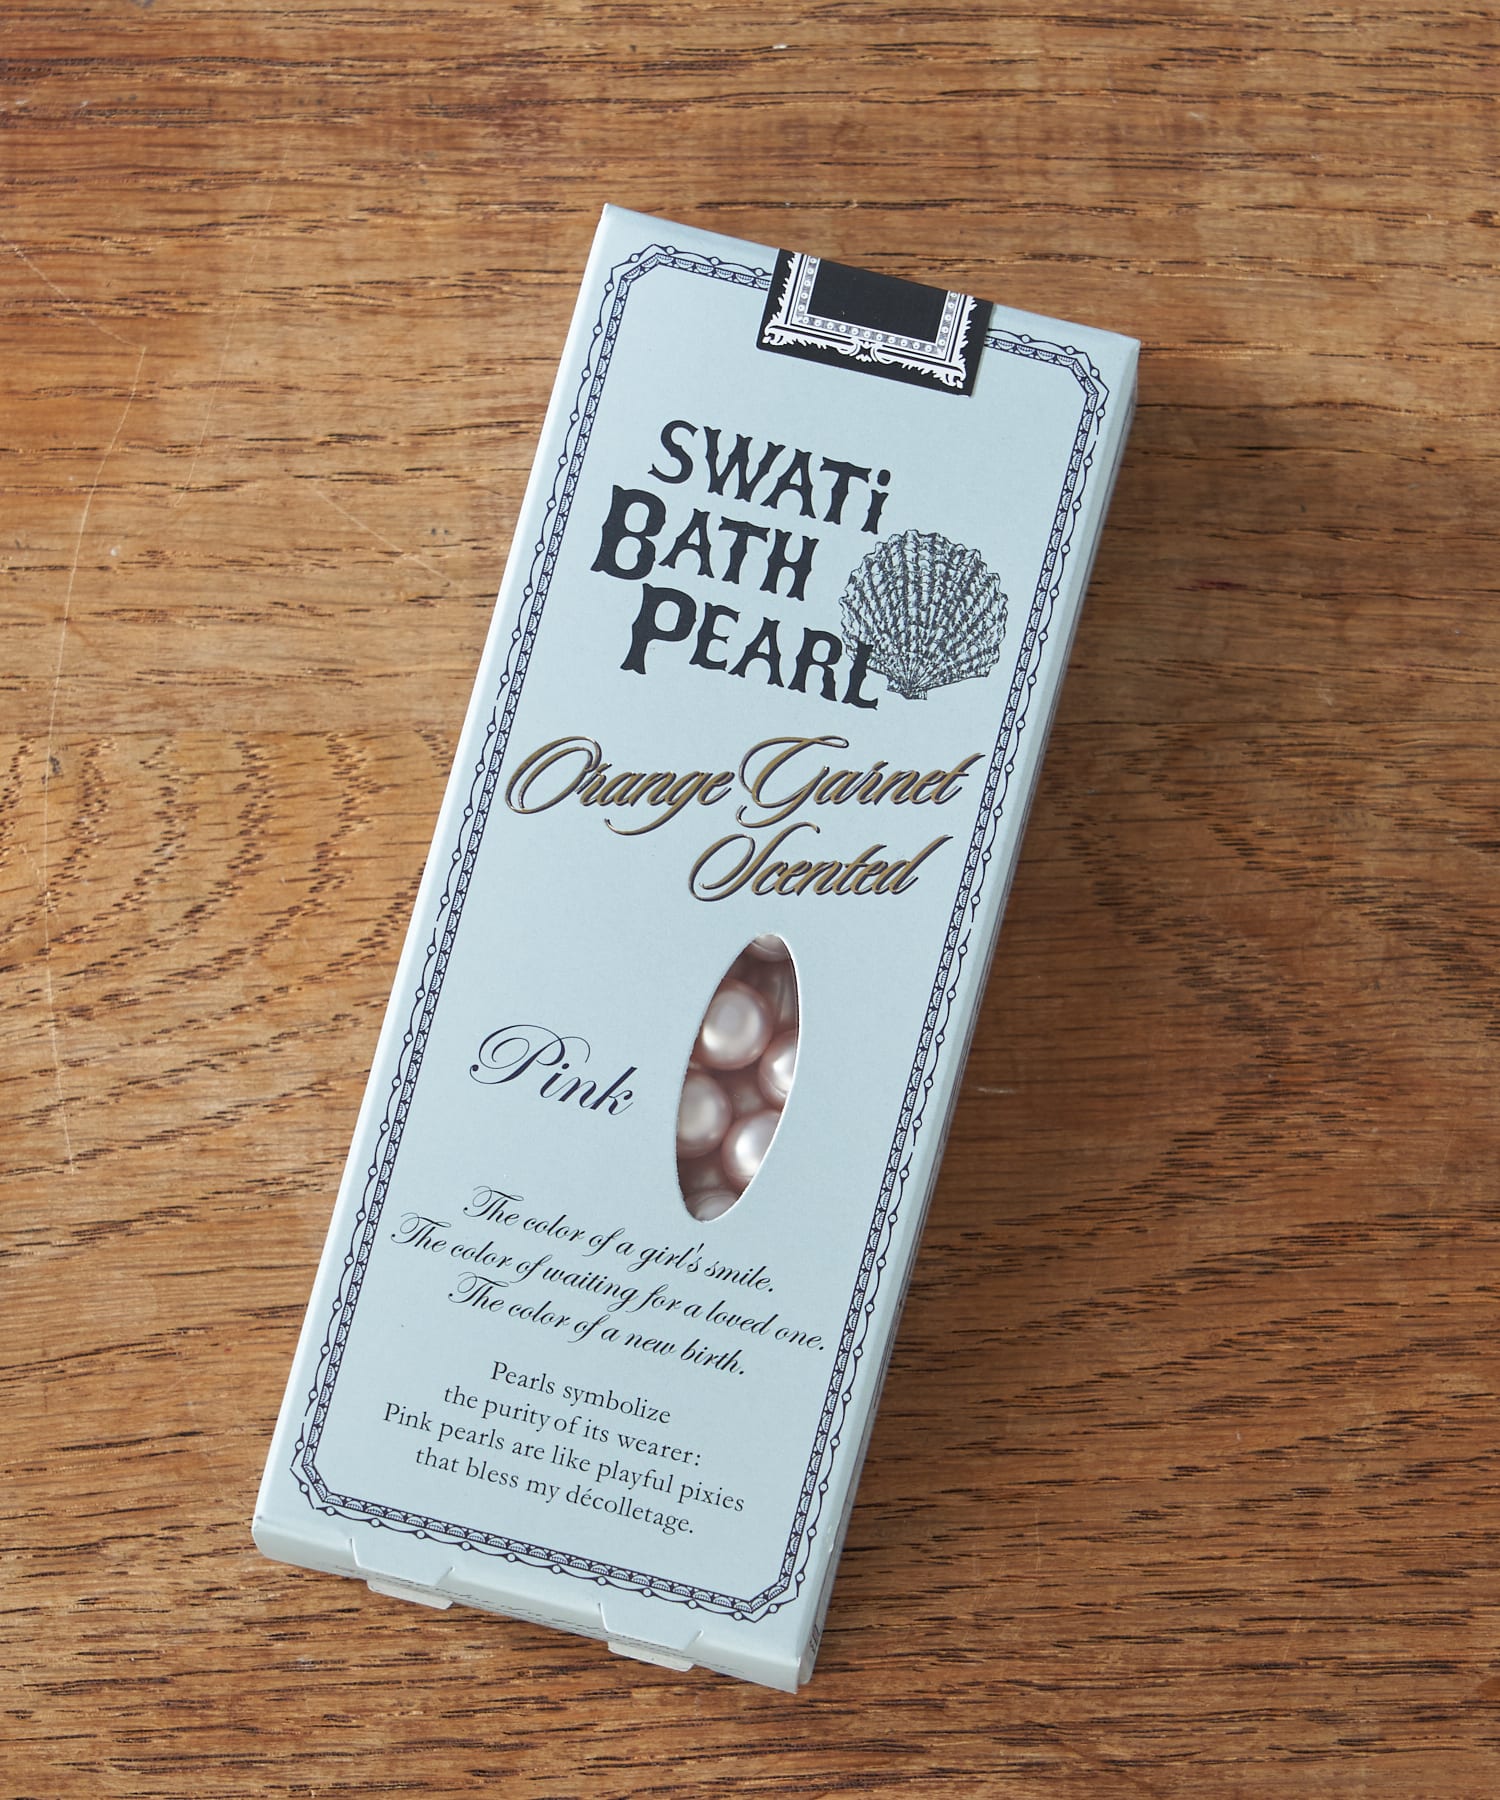 SWATi
BATH
PEARL
Orange Garnet
Scented
Pink
The color of a girl's smile.
The color of waiting for a loved one.
The color of a new birth.
Pearls symbolize
the purity of its wearer:
Pink pearls are like playful pixies
that bless my décolletage.